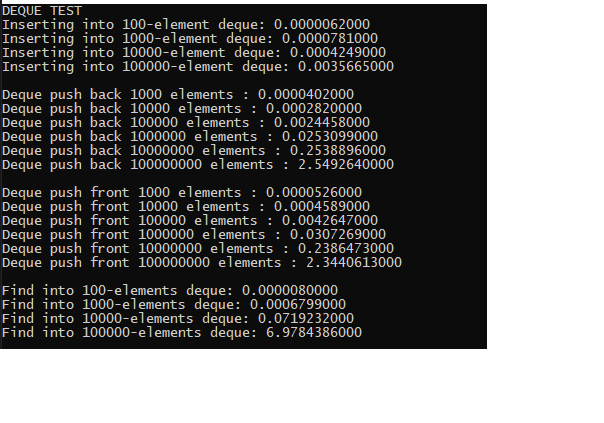 DEQUE TEST
Inserting into 100-element deque: 0.0000062000
Inserting into 1000-element deque: 0.0000781000
Inserting into 10000-element deque: 0.0004249000
Inserting into 100000-element deque: 0.0035665000
Deque push back 1000 elements : 0.0000402000
Deque push back 10000 elements : 0.0002820000
Deque push back 100000 elements : 0.0024458000
Deque push back 1000000 elements : 0.0253099000
Deque push back 10000000 elements : 0.2538896000
Deque push back 100000000 elements : 2.5492640000
Deque push front 1000 elements : 0.0000526000
Deque push front 10000 elements : 0.0004589000
Deque push front 100000 elements : 0.0042647000
Deque push front 1000000 elements : 0.0307269000
Deque push front 10000000 elements : 0.2386473000
Deque push front 100000000 elements : 2.3440613000
Find into 100-elements deque: 0.0000080000
Find into 1000-elements deque: 0.0006799000
Find into 10000-elements deque: 0.0719232000
Find into 100000-elements deque: 6.9784386000